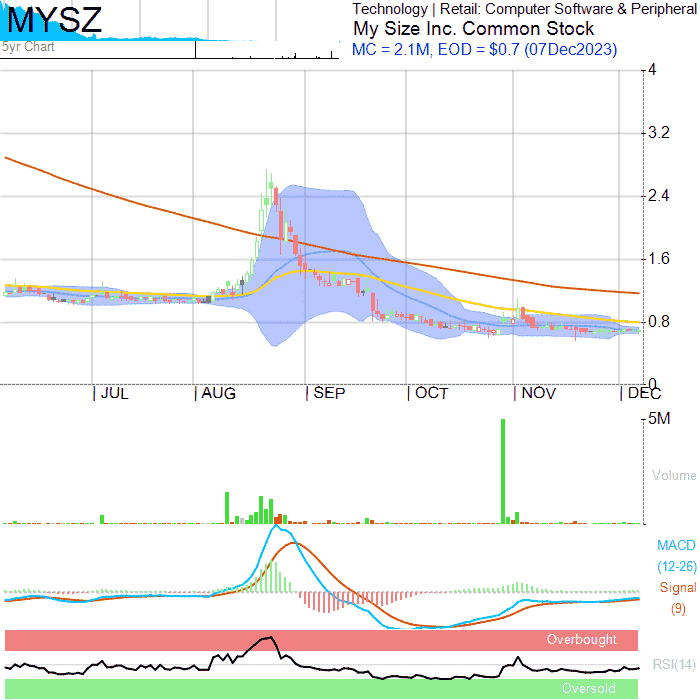 MYSZ
Technology | Retail: Computer Software & Peripheral
My Size Inc. Common Stock
MC = 2.1M, EOD = $0.7 (07Dec2023)
5yr Chart
4
3.2
2.4
1.6
0.8
0
JUL
AUG
SEP
OCT
NOV
DEC
5M
Volume
MACD
(12-26)
Signal
(9)
Overbought
RSI(14)
Oversold